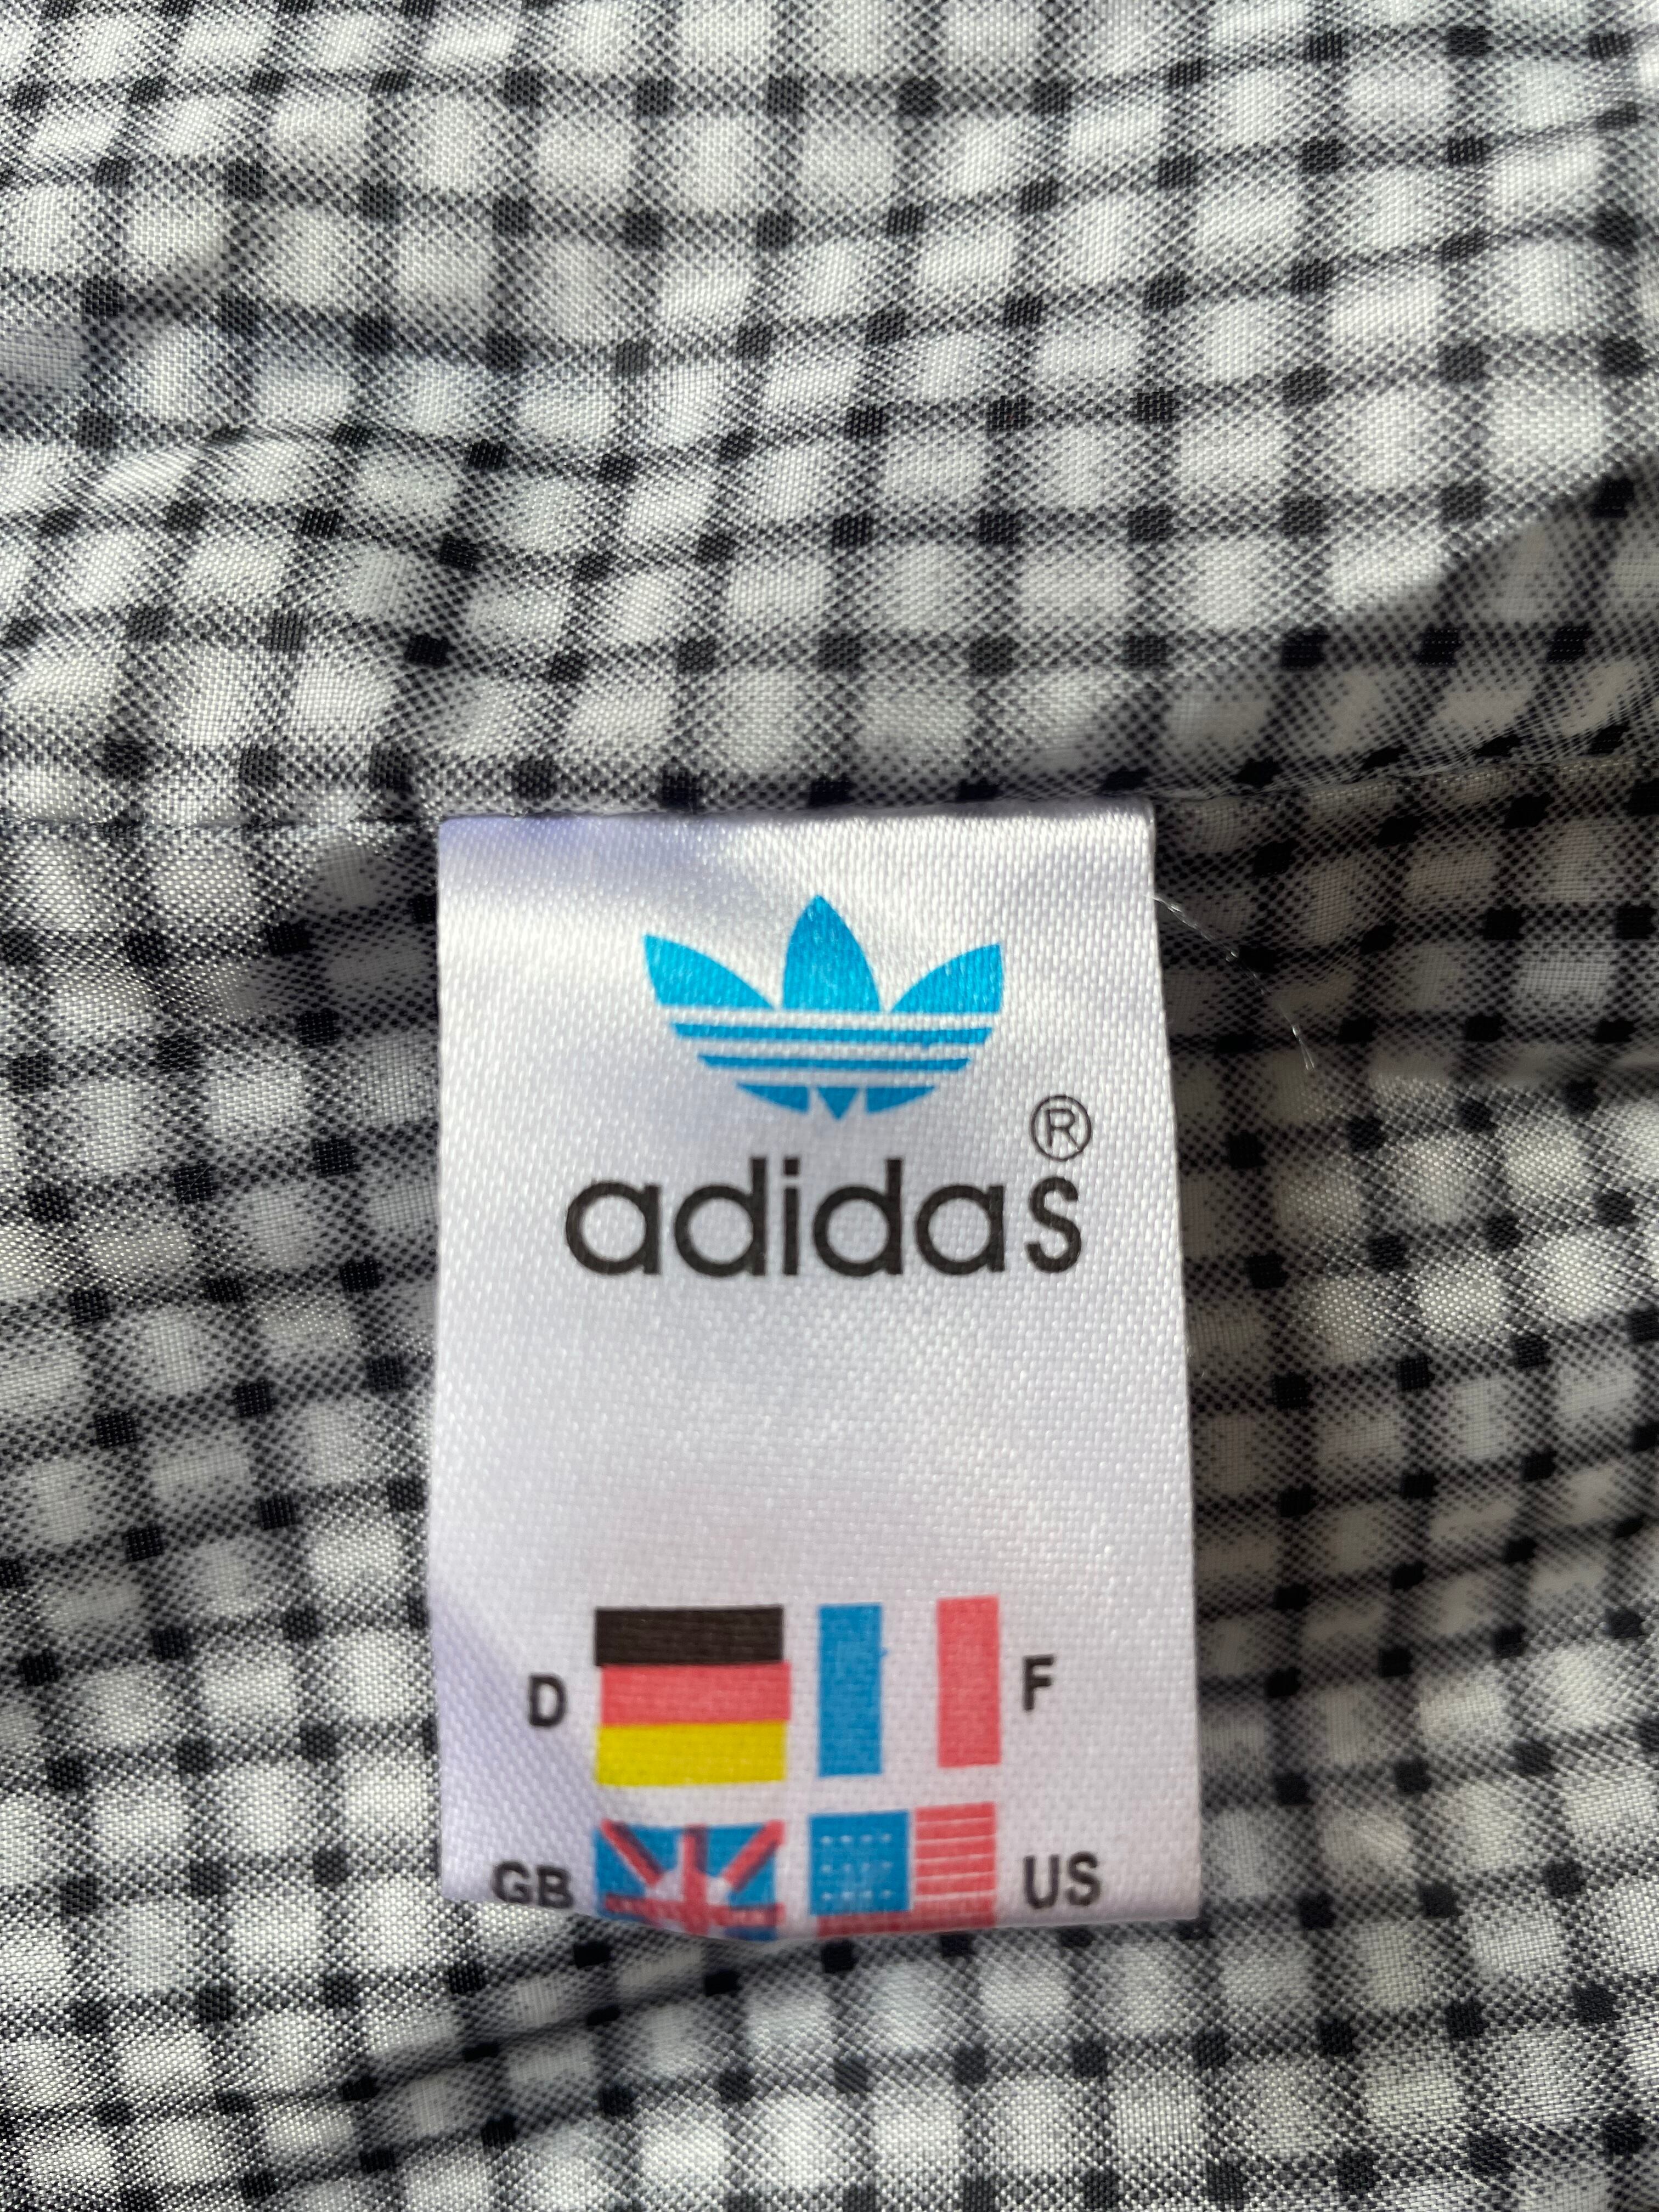 ®
adidas
D F
GB US